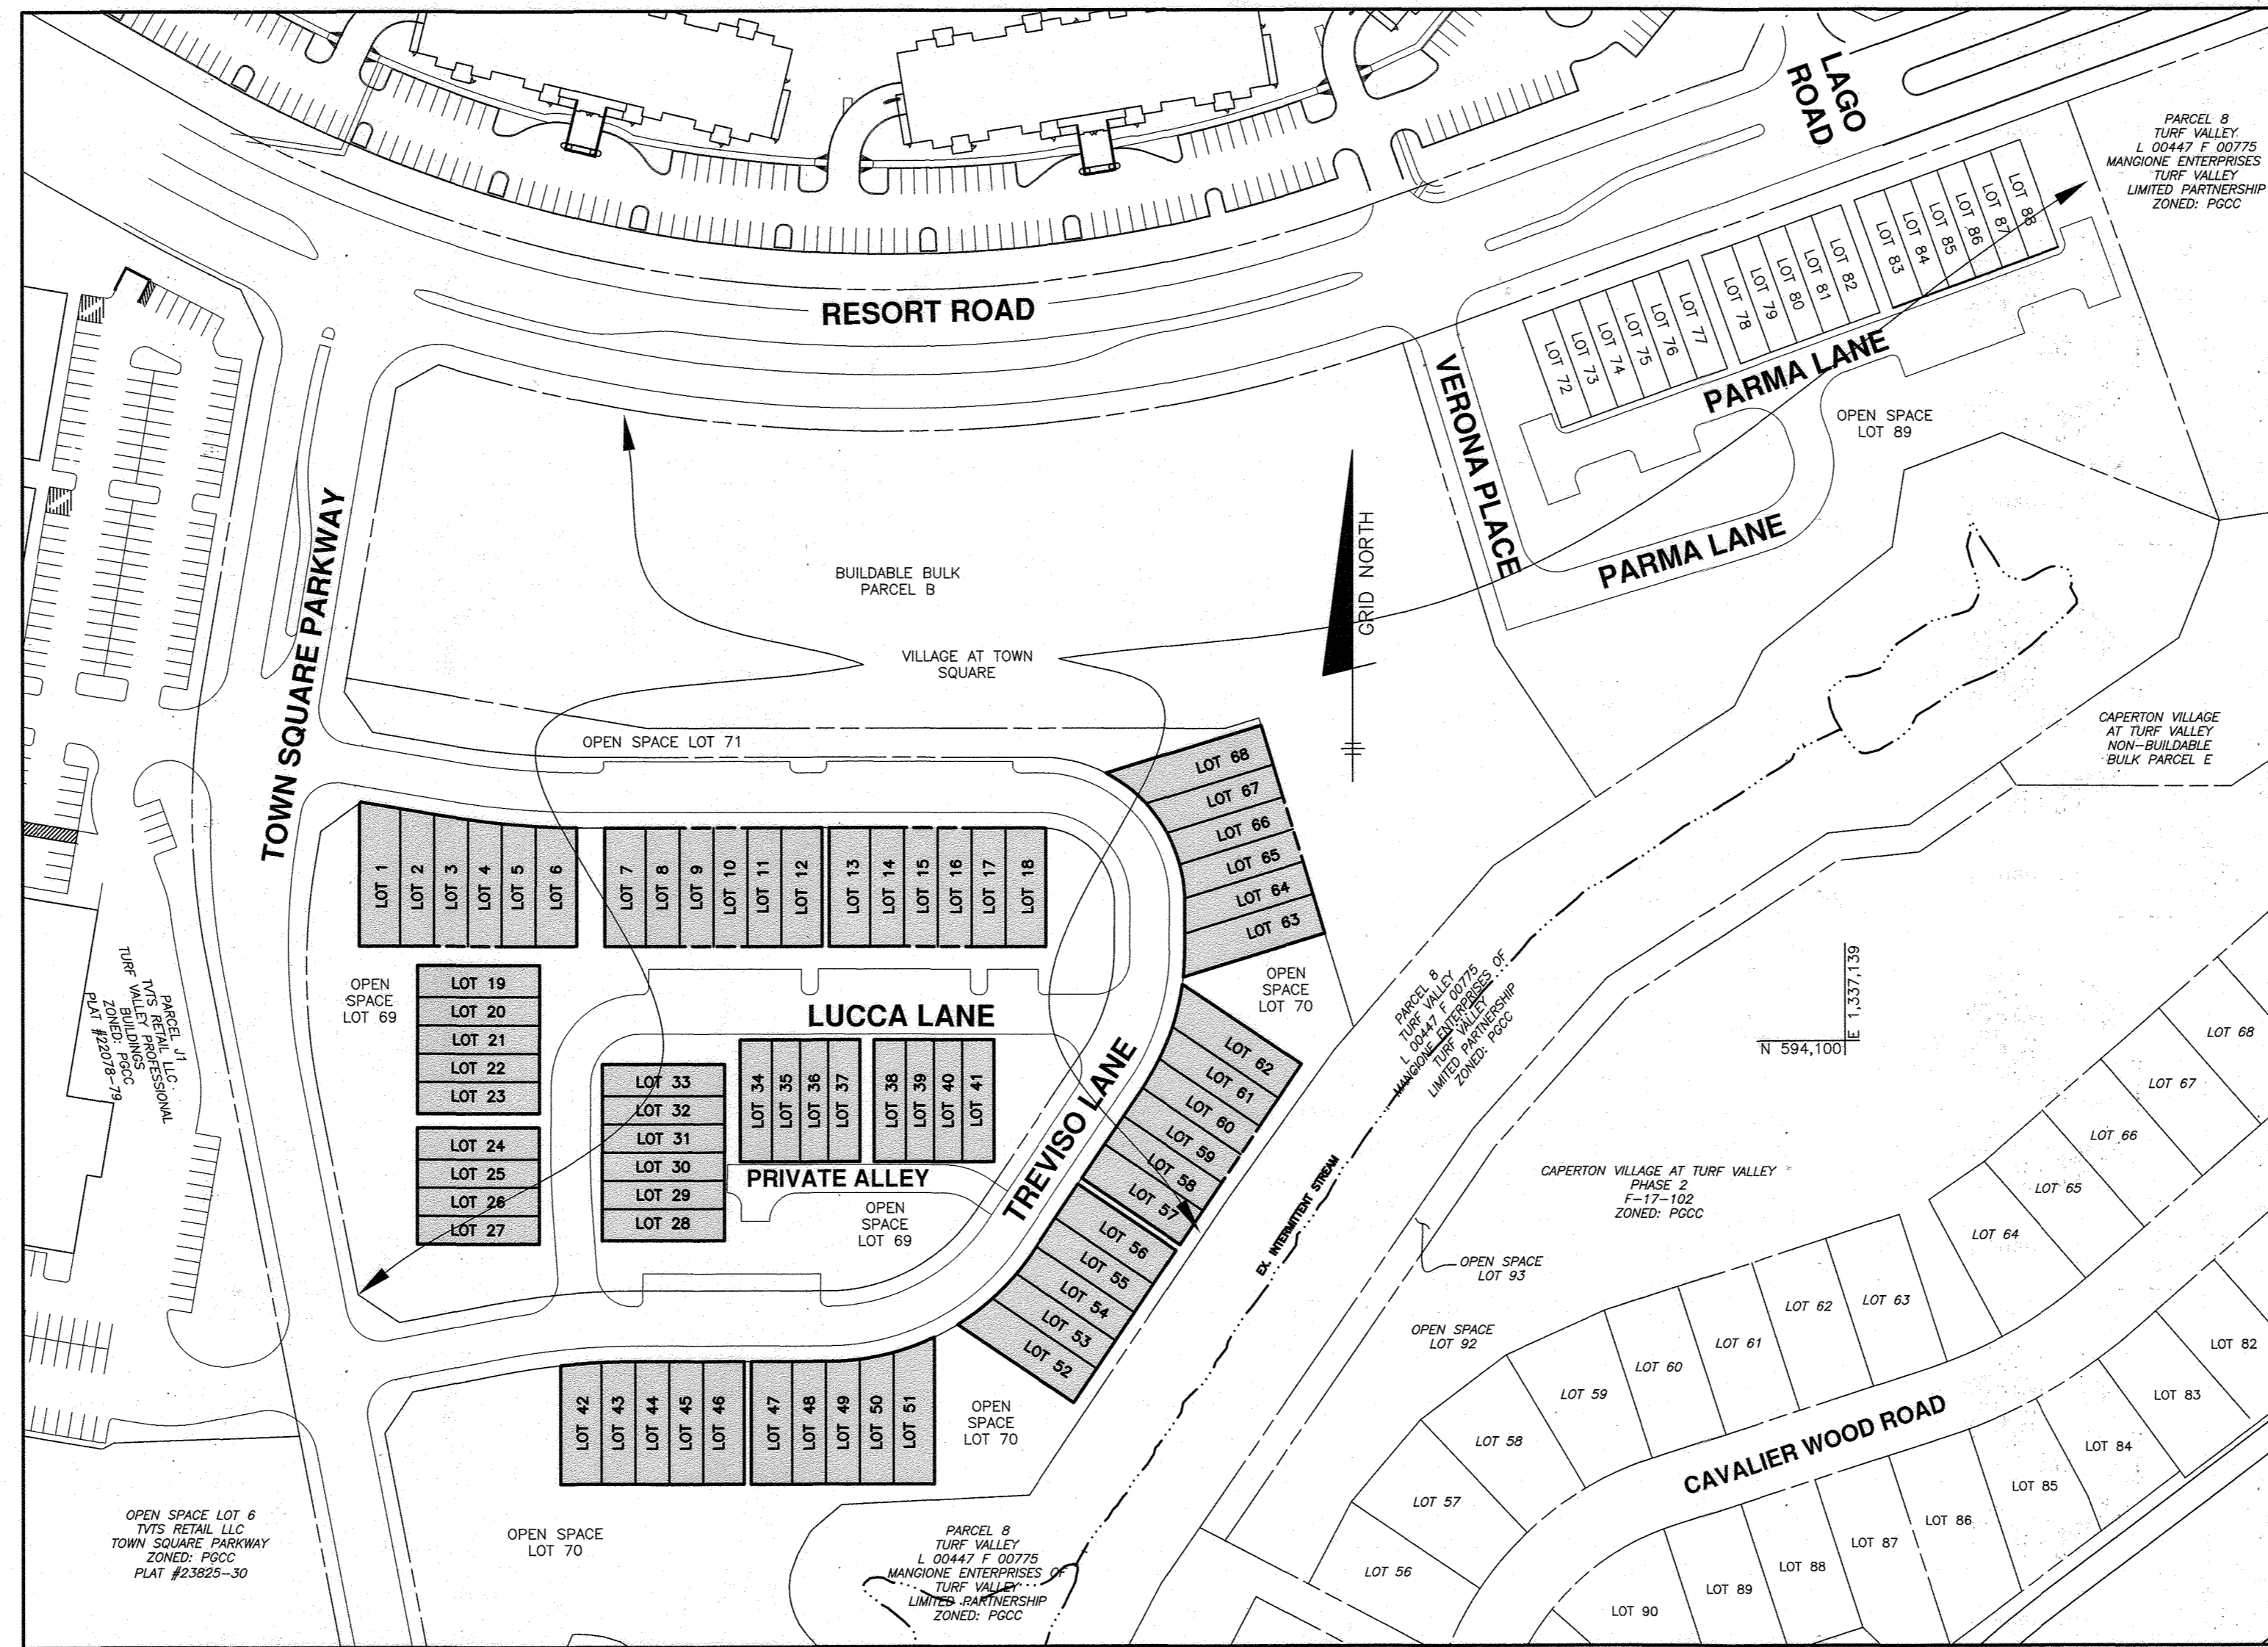 LAGO
ROAD
PARCEL 8
TURF VALLEY
L 00447 F 00775
MANGIONE ENTERPRISES
TURF VALLEY
LIMITED PARTNERSHIP
ZONED: PGCC
RESORT ROAD
LOT 72
LOT 73
LOT 74
LOT 75
LOT 76
LOT 77
LOT 78
LOT 79
LOT 80
LOT 81
LOT 82
LOT 83
LOT 84
LOT 85
LOT 86
LOT 87
LOT 88
VERONA PLACE
PARMA LANE
OPEN SPACE
LOT 89
PARMA LANE
GRID NORTH
TOWN SQUARE PARKWAY
BUILDABLE BULK
PARCEL B
VILLAGE AT TOWN
SQUARE
OPEN SPACE LOT 71
CAPERTON VILLAGE
AT TURF VALLEY
NON-BUILDABLE
BULK PARCEL E
LOT 1
LOT 2
LOT 3
LOT 4
LOT 5
LOT 6
LOT 7
LOT 8
LOT 9
LOT 10
LOT 11
LOT 12
LOT 13
LOT 14
LOT 15
LOT 16
LOT 17
LOT 18
LOT 68
LOT 67
LOT 66
LOT 65
LOT 64
LOT 63
OPEN
SPACE
LOT 70
PARCEL J1
TVTS RETAIL LLC.
TURF VALLEY PROFESSIONAL
BUILDINGS
ZONED: PGCC
PLAT #22078-79
OPEN
SPACE
LOT 69
LOT 19
LOT 20
LOT 21
LOT 22
LOT 23
LOT 24
LOT 25
LOT 26
LOT 27
LUCCA LANE
LOT 33
LOT 32
LOT 31
LOT 30
LOT 29
LOT 28
LOT 34
LOT 35
LOT 36
LOT 37
LOT 38
LOT 39
LOT 40
LOT 41
PRIVATE ALLEY
OPEN
SPACE
LOT 69
TREVISO LANE
LOT 62
LOT 61
LOT 60
LOT 59
LOT 58
LOT 57
LOT 56
LOT 55
LOT 54
LOT 53
LOT 52
PARCEL 8
TURF VALLEY
L 00447 F 00775
MANGIONE ENTERPRISES OF
TURF VALLEY
LIMITED PARTNERSHIP
ZONED: PGCC
EX. INTERMITTENT STREAM
N 594,100
E 1,337,139
CAPERTON VILLAGE AT TURF VALLEY
PHASE 2
F-17-102
ZONED: PGCC
OPEN SPACE
LOT 93
OPEN SPACE
LOT 92
LOT 68
LOT 67
LOT 66
LOT 65
LOT 64
LOT 63
LOT 62
LOT 61
LOT 60
LOT 59
LOT 58
LOT 57
LOT 56
CAVALIER WOOD ROAD
LOT 82
LOT 83
LOT 84
LOT 85
LOT 86
LOT 87
LOT 88
LOT 89
LOT 90
LOT 42
LOT 43
LOT 44
LOT 45
LOT 46
LOT 47
LOT 48
LOT 49
LOT 50
LOT 51
OPEN
SPACE
LOT 70
OPEN SPACE LOT 6
TVTS RETAIL LLC
TOWN SQUARE PARKWAY
ZONED: PGCC
PLAT #23825-30
OPEN SPACE
LOT 70
PARCEL 8
TURF VALLEY
L 00447 F 00775
MANGIONE ENTERPRISES OF
TURF VALLEY
LIMITED PARTNERSHIP
ZONED: PGCC